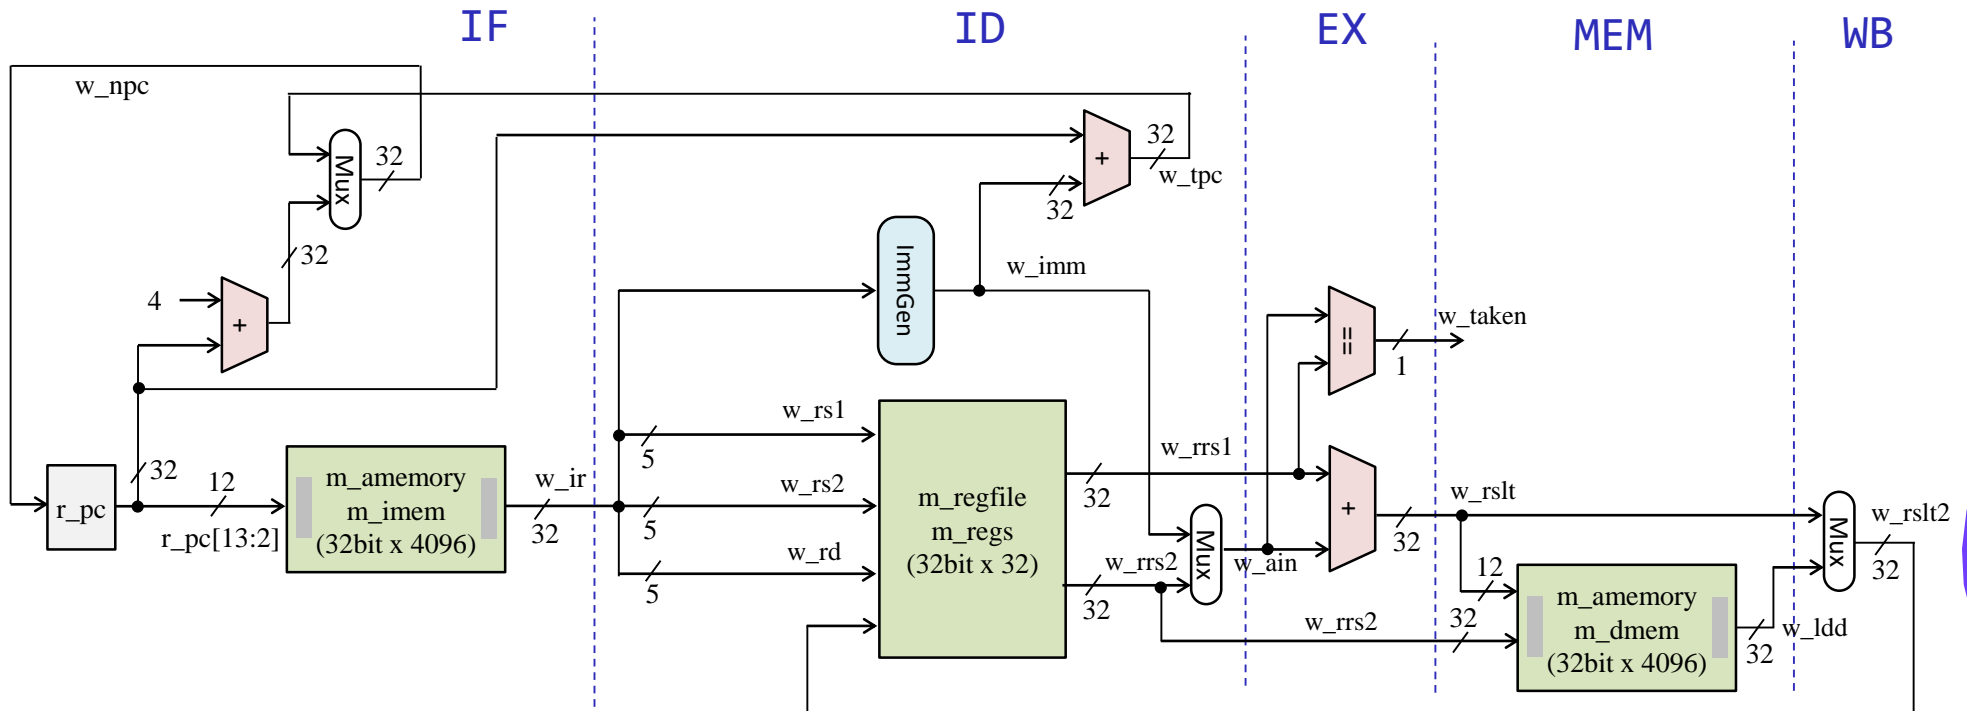 IF
ID
EX
MEM
WB
w_npc
Mux
32
32
4
+
r_pc
32
12
r_pc[13:2]
m_amemory
m_imem
(32bit x 4096)
w_ir
32
+
32
32
w_tpc
ImmGen
w_imm
w_rs1
5
w_rs2
5
w_rd
5
m_regfile
m_regs
(32bit x 32)
w_rrs1
32
w_rrs2
32
Mux
w_ain
==
w_taken
1
+
w_rslt
32
w_rrs2
12
32
m_amemory
m_dmem
(32bit x 4096)
w_ldd
32
Mux
w_rslt2
32